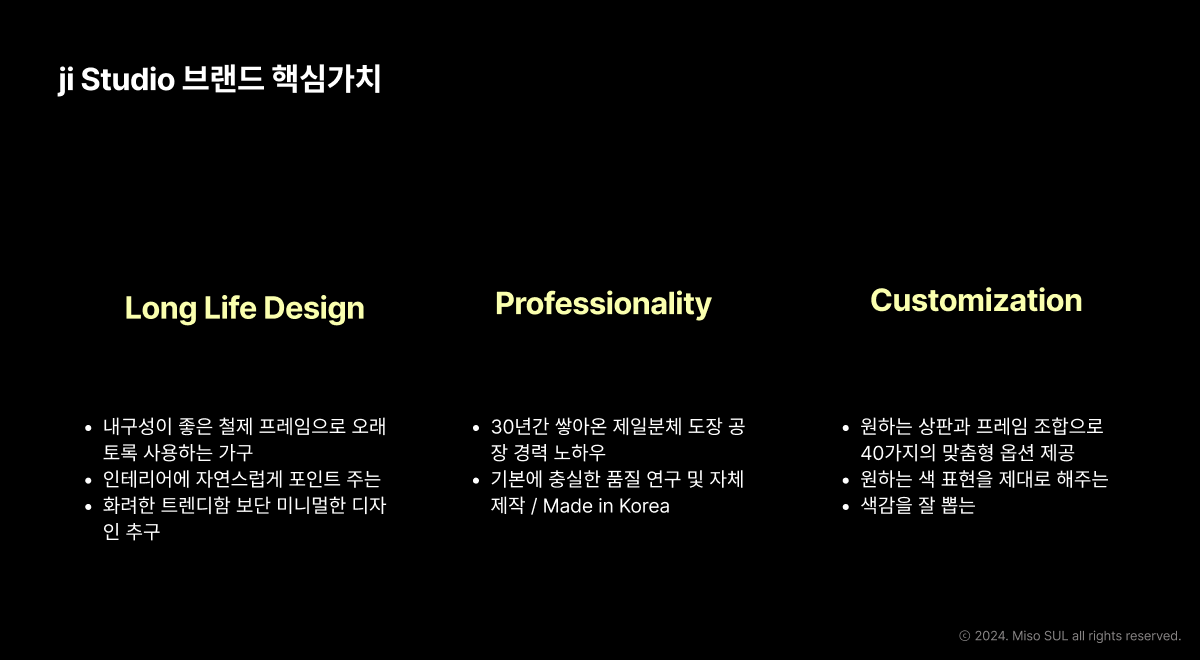 ji Studio 브랜드 핵심가치
Long Life Design
• 내구성이 좋은 철제 프레임으로 오래
토록 사용하는 가구
• 인테리어에 자연스럽게 포인트 주는
• 화려한 트렌디함 보단 미니멀한 디자
인 추구
Professionality
• 30년간 쌓아온 제일분체 도장 공
장 경력 노하우
• 기본에 충실한 품질 연구 및 자체
제작 / Made in Korea
Customization
• 원하는 상판과 프레임 조합으로
40가지의 맞춤형 옵션 제공
• 원하는 색 표현을 제대로 해주는
• 색감을 잘 뽑는
ⓒ 2024. Miso SUL all rights reserved.